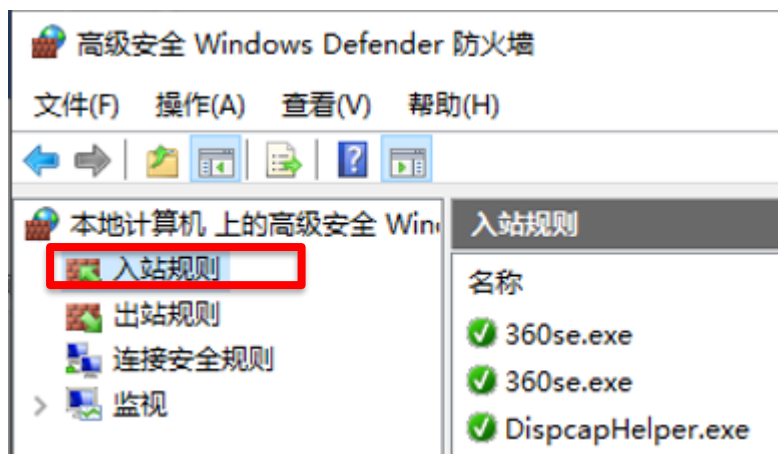 高级安全 Windows Defender 防火墙
文件(F) 操作(A) 查看(V) 帮助(H)
本地计算机 上的高级安全 Win
入站规则
出站规则
连接安全规则
监视
入站规则
名称
360se.exe
360se.exe
DispcapHelper.exe